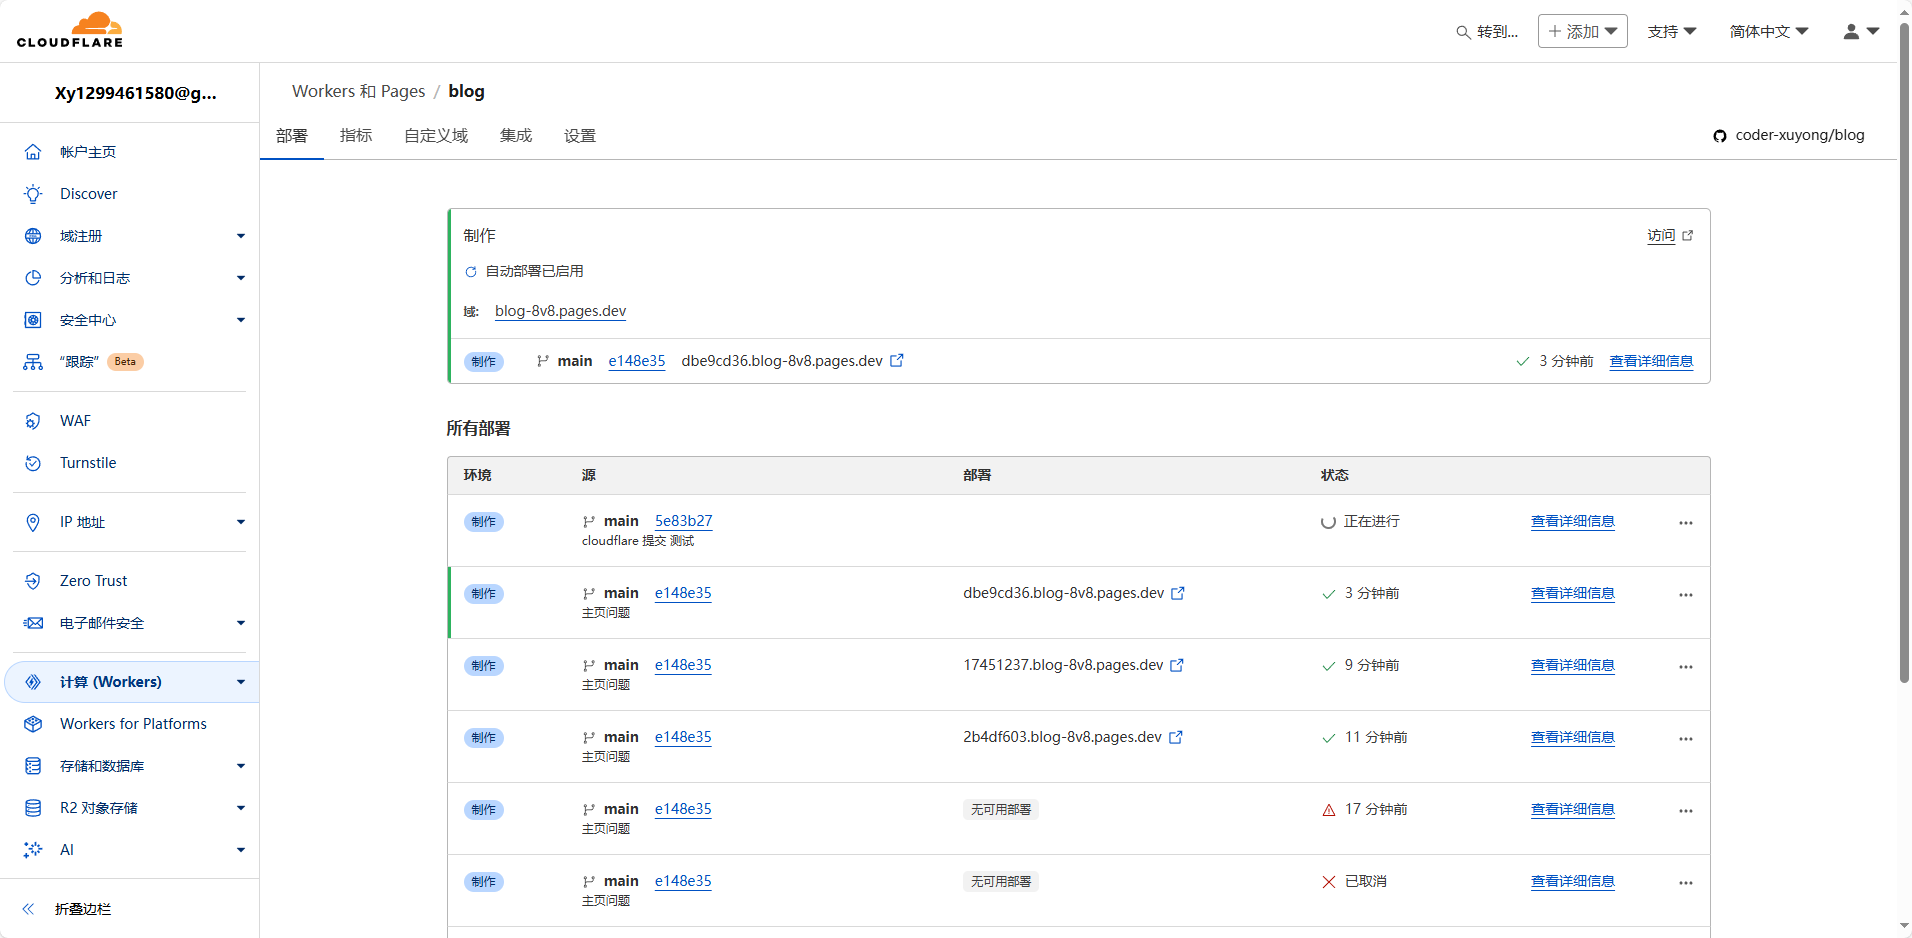 CLOUDFLARE
转到...
添加
支持
简体中文
Xy1299461580@g...
帐户主页
Discover
域注册
分析和日志
安全中心
“跟踪” Beta
WAF
Turnstile
IP 地址
Zero Trust
电子邮件安全
计算 (Workers)
Workers for Platforms
存储和数据库
R2 对象存储
AI
折叠边栏
Workers 和 Pages / blog
部署 指标 自定义域 集成 设置
coder-xuyong/blog
制作
访问
自动部署已启用
域: blog-8v8.pages.dev
制作 main e148e35 dbe9cd36.blog-8v8.pages.dev 3 分钟前 查看详细信息
所有部署
环境 源 部署 状态
制作 main 5e83b27 正在进行 查看详细信息 ...
cloudflare 提交 测试
制作 main e148e35 dbe9cd36.blog-8v8.pages.dev 3 分钟前 查看详细信息 ...
主页问题
制作 main e148e35 17451237.blog-8v8.pages.dev 9 分钟前 查看详细信息 ...
主页问题
制作 main e148e35 2b4df603.blog-8v8.pages.dev 11 分钟前 查看详细信息 ...
主页问题
制作 main e148e35 无可用部署 17 分钟前 查看详细信息 ...
主页问题
制作 main e148e35 无可用部署 已取消 查看详细信息 ...
主页问题